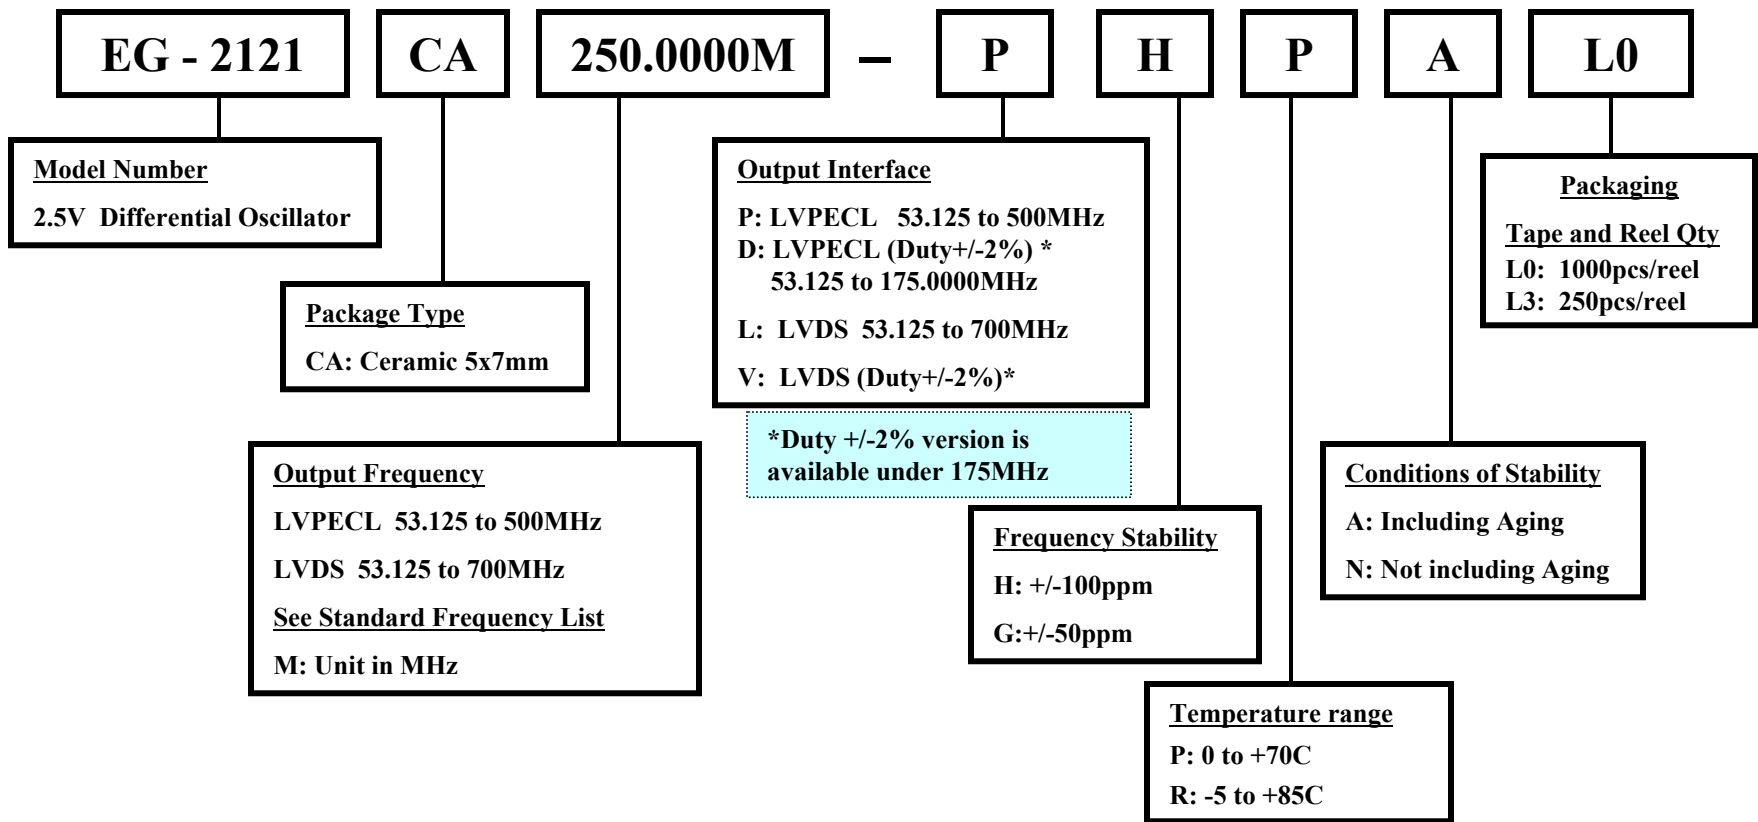 EG - 2121 CA 250.0000M – P H P A L0
Model Number
2.5V Differential Oscillator
Package Type
CA: Ceramic 5x7mm
Output Frequency
LVPECL 53.125 to 500MHz
LVDS 53.125 to 700MHz
See Standard Frequency List
M: Unit in MHz
Output Interface
P: LVPECL 53.125 to 500MHz
D: LVPECL (Duty+/-2%) *
53.125 to 175.0000MHz
L: LVDS 53.125 to 700MHz
V: LVDS (Duty+/-2%)*
*Duty +/-2% version is
available under 175MHz
Frequency Stability
H: +/-100ppm
G:+/-50ppm
Temperature range
P: 0 to +70C
R: -5 to +85C
Conditions of Stability
A: Including Aging
N: Not including Aging
Packaging
Tape and Reel Qty
L0: 1000pcs/reel
L3: 250pcs/reel